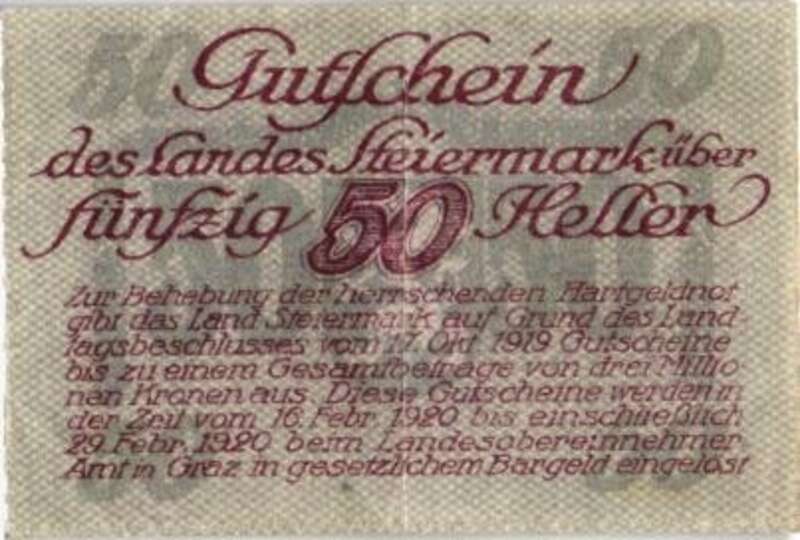 Gutschein
des Landes Steiermark über
fünfzig 50 Heller
Zur Behebung der herrschenden Hartgeldnot
gibt das Land Steiermark auf Grund des Land
tagsbeschlusses vom 17. Okt 1919 Gutscheine
bis zu einem Gesamtbetrage von drei Millio-
nen Kronen aus. Diese Gutscheine werden in
der Zeit vom 16. Febr. 1920 bis einschließlich
29. Febr. 1920 beim Landesobereinnehmer-
Amt in Graz in gesetzlichem Bargeld eingelöst